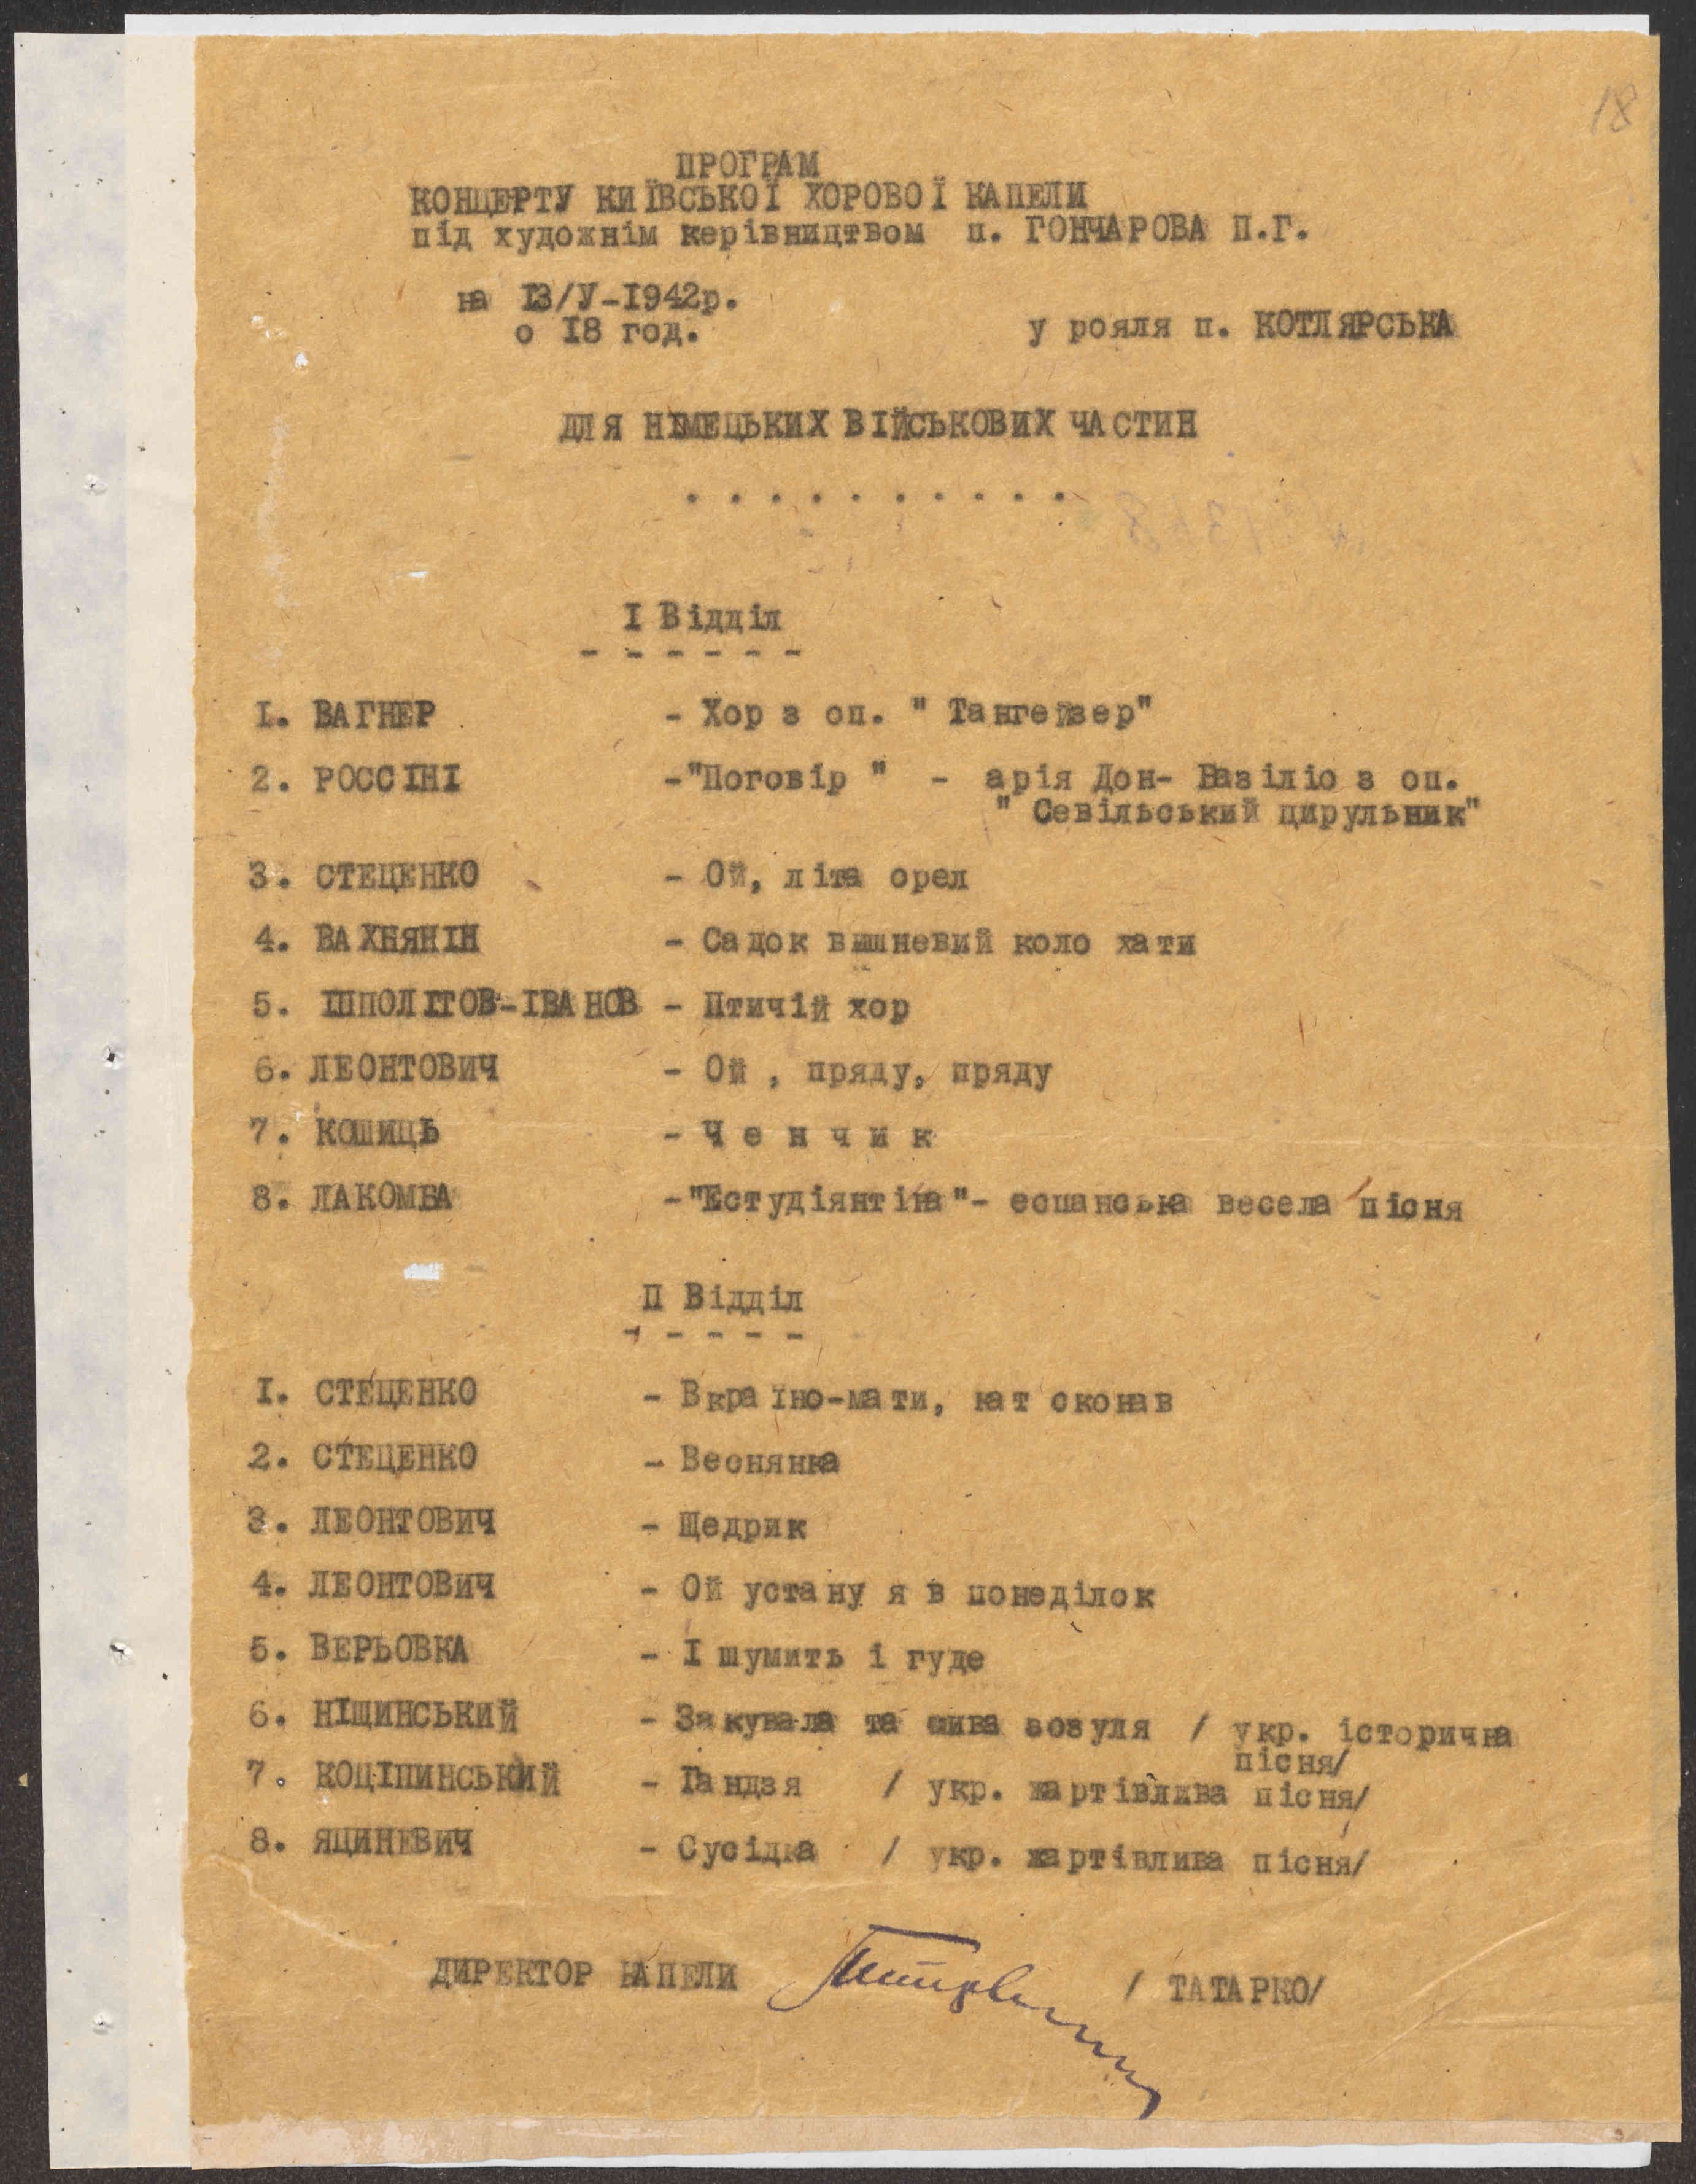 18
ПРОГРАМ
КОНЦЕРТУ КИЇВСЬКОЇ ХОРОВОЇ КАПЕЛИ
під художнім керівництвом п. ГОНЧАРОВА П.Г.
на 13/У-1942р.
о 18 год.
у рояля п. КОТЛЯРСЬКА
ДЛЯ НІМЕЦЬКИХ ВІЙСЬКОВИХ ЧАСТИН
. . . . . . . . . .
І Відділ
- - - - - -
І. ВАГНЕР - Хор з оп. " Тангейзер"
2. РОССІНІ -"Поговір " - арія Дон- Базіліо з оп.
" Севільський цирульник"
3. СТЕЦЕНКО - Ой, літа орел
4. ВАХНЯНІН - Садок вишневий коло хати
5. ІППОЛІТОВ-ІВАНОВ - Птичій хор
6. ЛЕОНТОВИЧ - Ой , пряду, пряду
7. КОШИЦЬ - Ч е н ч и к
8. ЛАКОМБА -"Естудіянтіна"- еспанська весела пісня
П Відділ
- - - - -
І. СТЕЦЕНКО - Вкраїно-мати, кат сконав
2. СТЕЦЕНКО - Веснянка
3. ЛЕОНТОВИЧ - Щедрик
4. ЛЕОНТОВИЧ - Ой устану я в понеділок
5. ВЕРЬОВКА - І шумить і гуде
6. НІЩИНСЬКИЙ - Закувала та сива зозуля / укр. історична
пісня/
7. КОЦІПИНСЬКИЙ - Гандзя / укр. жартівлива пісня/
8. ЯЦИНЕВИЧ - Сусідка / укр. жартівлива пісня/
ДИРЕКТОР КАПЕЛИ / ТАТАРКО/